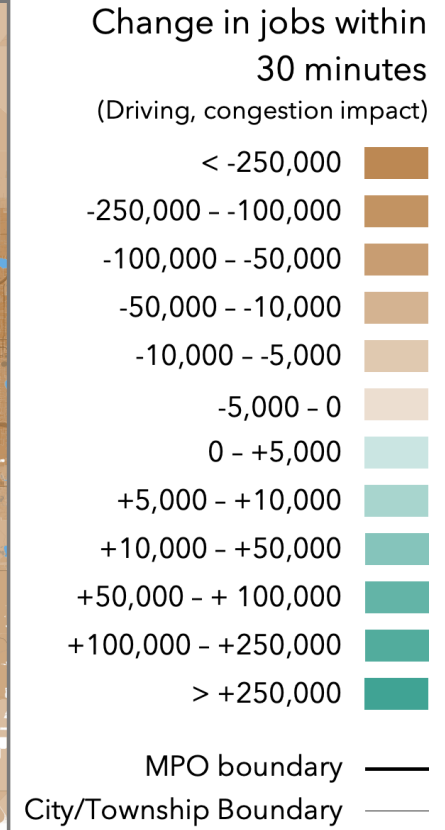 Change in jobs within
30 minutes
(Driving, congestion impact)
< -250,000
-250,000 – -100,000
-100,000 – -50,000
-50,000 – -10,000
-10,000 – -5,000
-5,000 – 0
0 – +5,000
+5,000 – +10,000
+10,000 – +50,000
+50,000 – + 100,000
+100,000 – +250,000
> +250,000
MPO boundary
City/Township Boundary